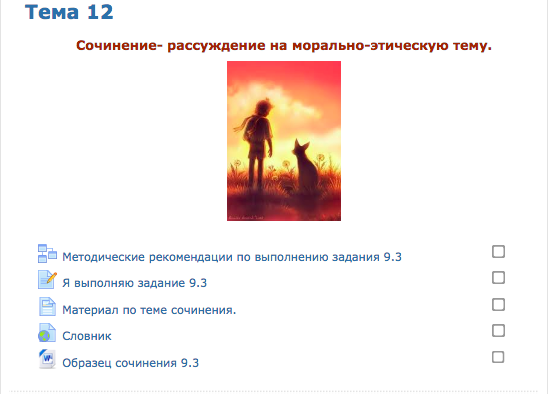 Тема 12
Сочинение- рассуждение на морально-этическую тему.
Методические рекомендации по выполнению задания 9.3
Я выполняю задание 9.3
Материал по теме сочинения.
Словник
Образец сочинения 9.3